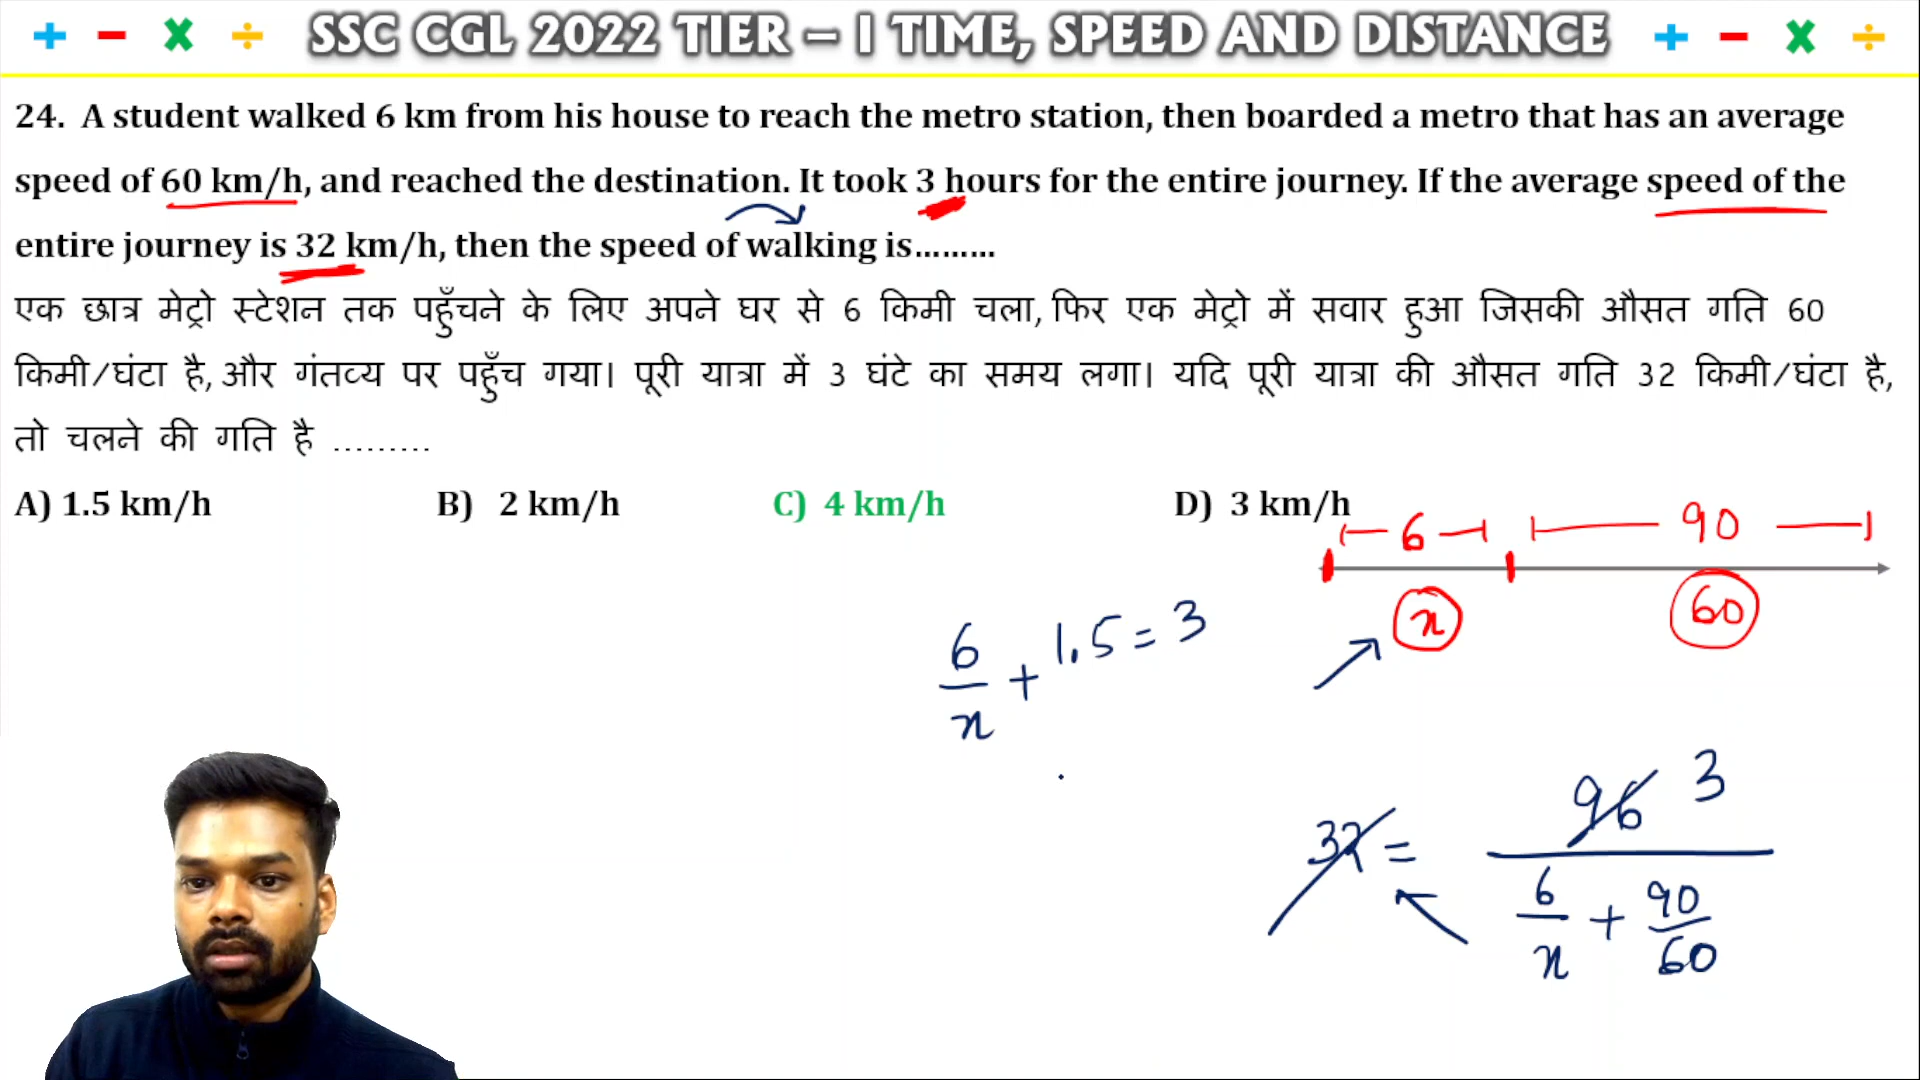 + - × ÷ SSC CGL 2022 TIER – I TIME, SPEED AND DISTANCE + - × ÷
24. A student walked 6 km from his house to reach the metro station, then boarded a metro that has an average
speed of 60 km/h, and reached the destination. It took 3 hours for the entire journey. If the average speed of the
entire journey is 32 km/h, then the speed of walking is.........
एक छात्र मेट्रो स्टेशन तक पहुँचने के लिए अपने घर से 6 किमी चला, फिर एक मेट्रो में सवार हुआ जिसकी औसत गति 60
किमी/घंटा है, और गंतव्य पर पहुँच गया। पूरी यात्रा में 3 घंटे का समय लगा। यदि पूरी यात्रा की औसत गति 32 किमी/घंटा है,
तो चलने की गति है .........
A) 1.5 km/h B) 2 km/h C) 4 km/h D) 3 km/h
6 90
x 60
6/x + 1.5 = 3
32 = 96 3
6/x + 90/60